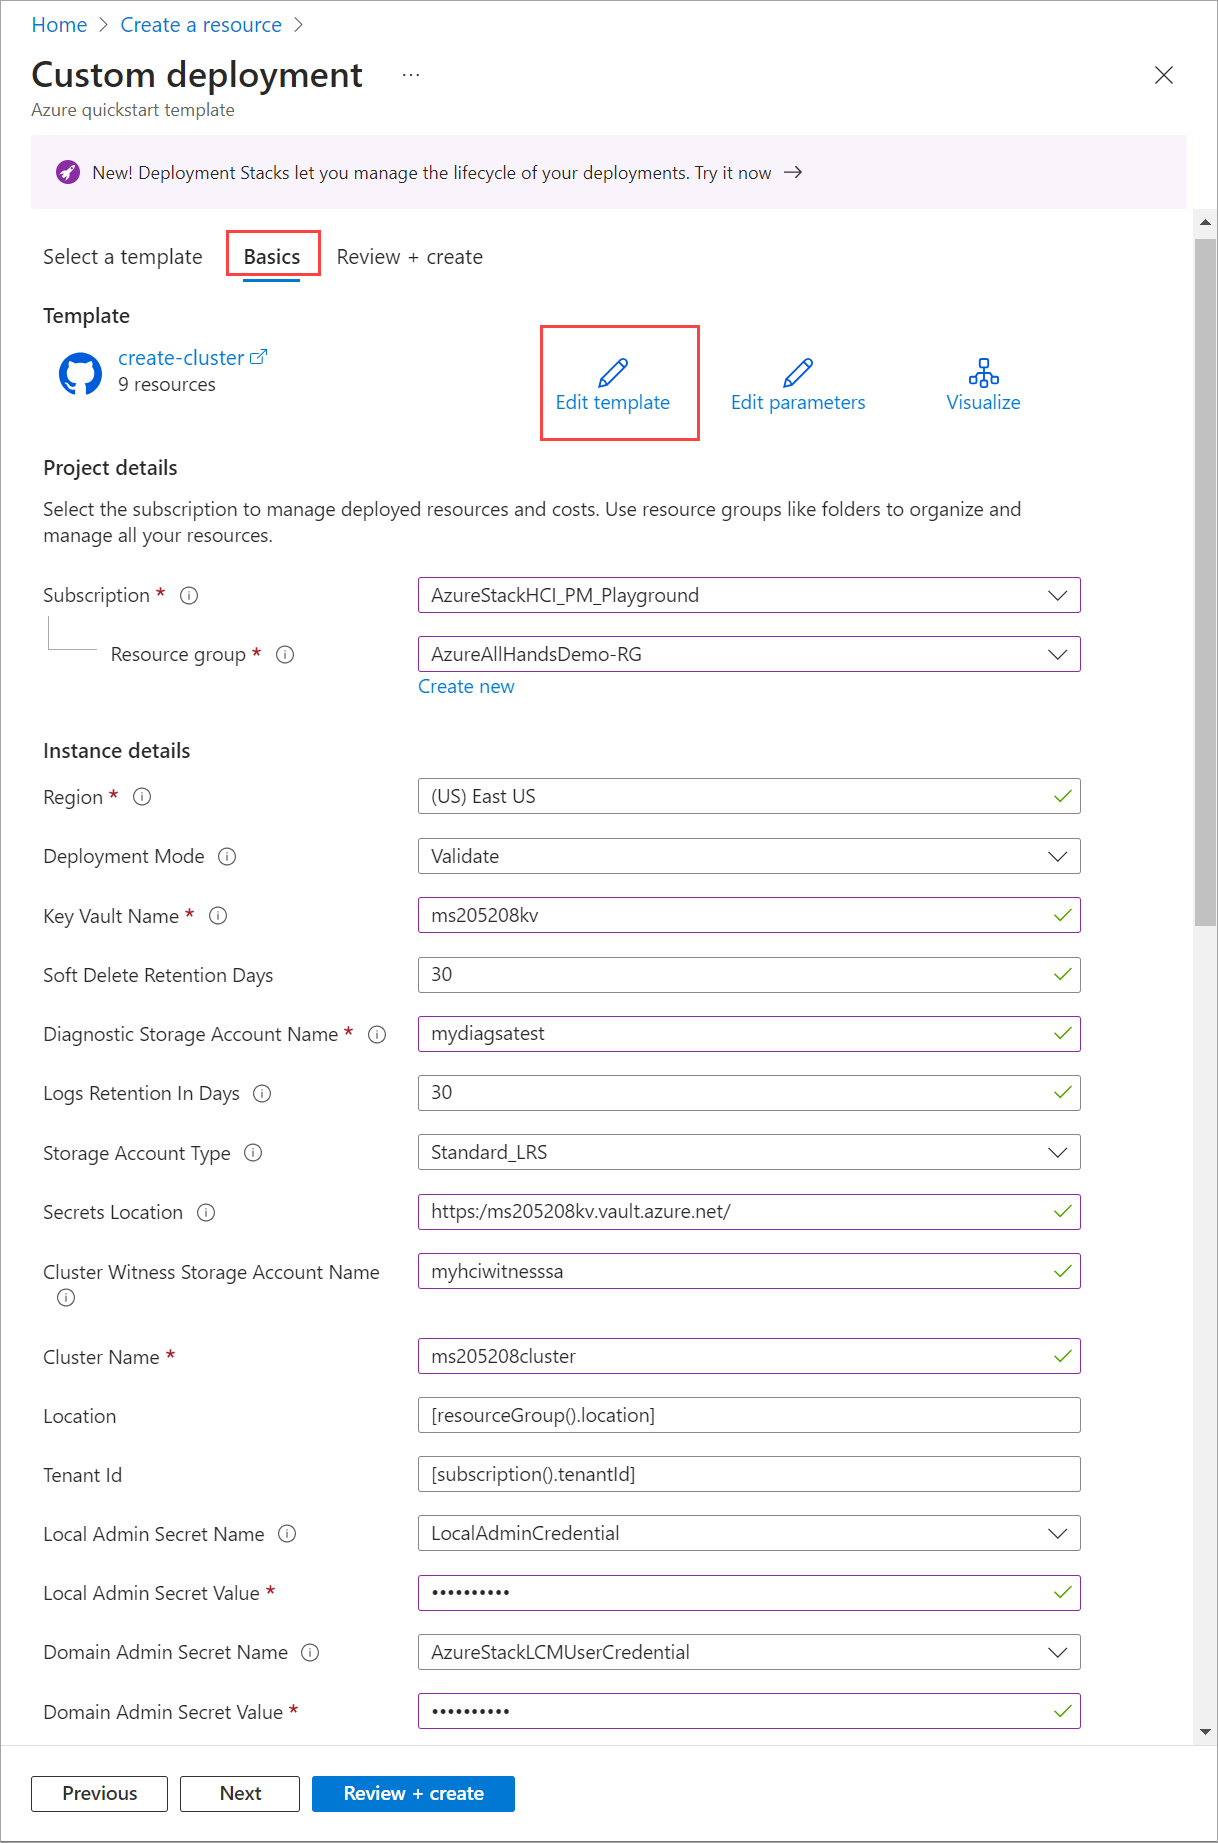 Home > Create a resource >
Custom deployment ...
Azure quickstart template
New! Deployment Stacks let you manage the lifecycle of your deployments. Try it now →
Select a template Basics Review + create
Template
create-cluster
9 resources
Edit template Edit parameters Visualize
Project details
Select the subscription to manage deployed resources and costs. Use resource groups like folders to organize and
manage all your resources.
Subscription * AzureStackHCI_PM_Playground
Resource group * AzureAllHandsDemo-RG
Create new
Instance details
Region * (US) East US
Deployment Mode Validate
Key Vault Name * ms205208kv
Soft Delete Retention Days 30
Diagnostic Storage Account Name * mydiagsatest
Logs Retention In Days 30
Storage Account Type Standard_LRS
Secrets Location https:/ms205208kv.vault.azure.net/
Cluster Witness Storage Account Name myhciwitnesssa
Cluster Name * ms205208cluster
Location [resourceGroup().location]
Tenant Id [subscription().tenantId]
Local Admin Secret Name LocalAdminCredential
Local Admin Secret Value * ••••••••••
Domain Admin Secret Name AzureStackLCMUserCredential
Domain Admin Secret Value * ••••••••••
Previous Next Review + create